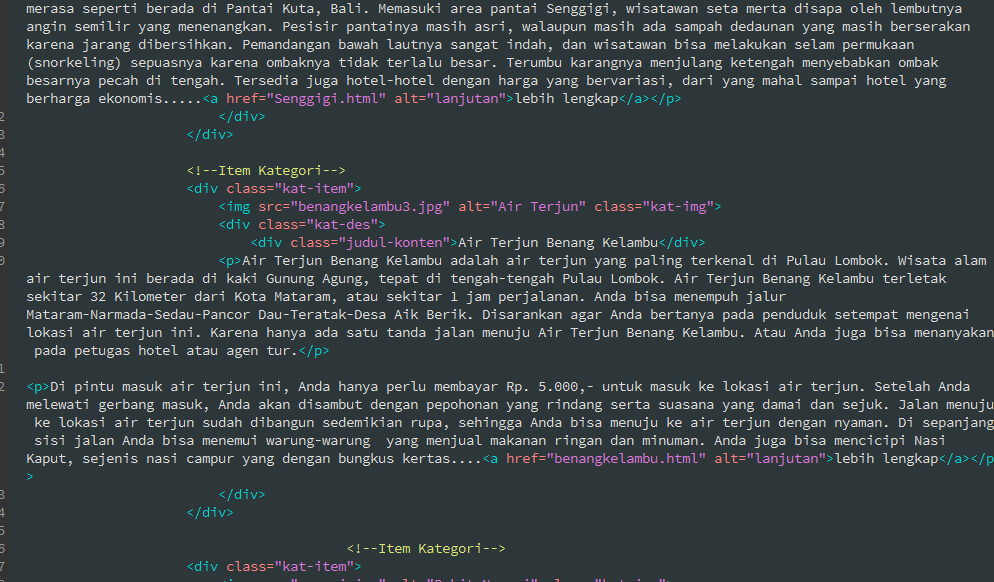 merasa seperti berada di Pantai Kuta, Bali. Memasuki area pantai Senggigi, wisatawan seta merta disapa oleh lembutnya
angin semilir yang menenangkan. Pesisir pantainya masih asri, walaupun masih ada sampah dedaunan yang masih berserakan
karena jarang dibersihkan. Pemandangan bawah lautnya sangat indah, dan wisatawan bisa melakukan selam permukaan
(snorkeling) sepuasnya karena ombaknya tidak terlalu besar. Terumbu karangnya menjulang ketengah menyebabkan ombak
besarnya pecah di tengah. Tersedia juga hotel-hotel dengan harga yang bervariasi, dari yang mahal sampai hotel yang
berharga ekonomis.....<a href="Senggigi.html" alt="lanjutan">lebih lengkap</a></p>
2 </div>
3 </div>
4
5 <!--Item Kategori-->
6 <div class="kat-item">
7 <img src="benangkelambu3.jpg" alt="Air Terjun" class="kat-img">
8 <div class="kat-des">
9 <div class="judul-konten">Air Terjun Benang Kelambu</div>
0 <p>Air Terjun Benang Kelambu adalah air terjun yang paling terkenal di Pulau Lombok. Wisata alam
air terjun ini berada di kaki Gunung Agung, tepat di tengah-tengah Pulau Lombok. Air Terjun Benang Kelambu terletak
sekitar 32 Kilometer dari Kota Mataram, atau sekitar 1 jam perjalanan. Anda bisa menempuh jalur
Mataram-Narmada-Sedau-Pancor Dau-Teratak-Desa Aik Berik. Disarankan agar Anda bertanya pada penduduk setempat mengenai
lokasi air terjun ini. Karena hanya ada satu tanda jalan menuju Air Terjun Benang Kelambu. Atau Anda juga bisa menanyakan
pada petugas hotel atau agen tur.</p>
1
2 <p>Di pintu masuk air terjun ini, Anda hanya perlu membayar Rp. 5.000,- untuk masuk ke lokasi air terjun. Setelah Anda
melewati gerbang masuk, Anda akan disambut dengan pepohonan yang rindang serta suasana yang damai dan sejuk. Jalan menuju
ke lokasi air terjun sudah dibangun sedemikian rupa, sehingga Anda bisa menuju ke air terjun dengan nyaman. Di sepanjang
sisi jalan Anda bisa menemui warung-warung  yang menjual makanan ringan dan minuman. Anda juga bisa mencicipi Nasi
Kaput, sejenis nasi campur yang dengan bungkus kertas....<a href="benangkelambu.html" alt="lanjutan">lebih lengkap</a></p
>
3 </div>
4 </div>
5
6 <!--Item Kategori-->
7 <div class="kat-item">